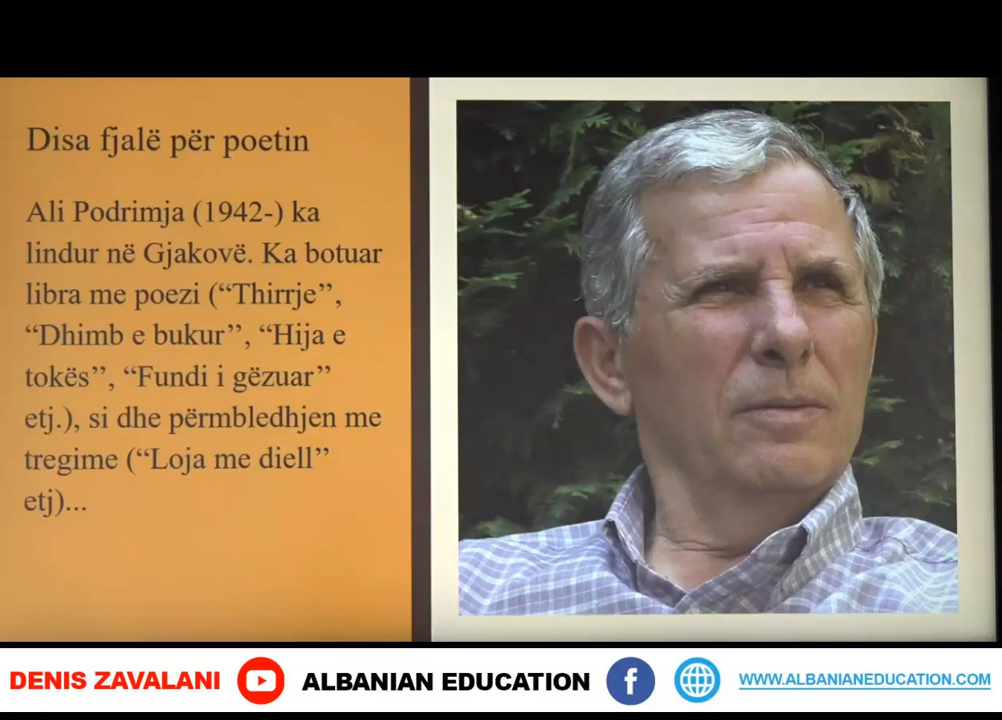 Disa fjalë për poetin
Ali Podrimja (1942-) ka
lindur në Gjakovë. Ka botuar
libra me poezi (“Thirrje’’,
“Dhimb e bukur’’, “Hija e
tokës’’, “Fundi i gëzuar’’
etj.), si dhe përmbledhjen me
tregime (“Loja me diell’’
etj)...
DENIS ZAVALANI
ALBANIAN EDUCATION
f
WWW.ALBANIANEDUCATION.COM